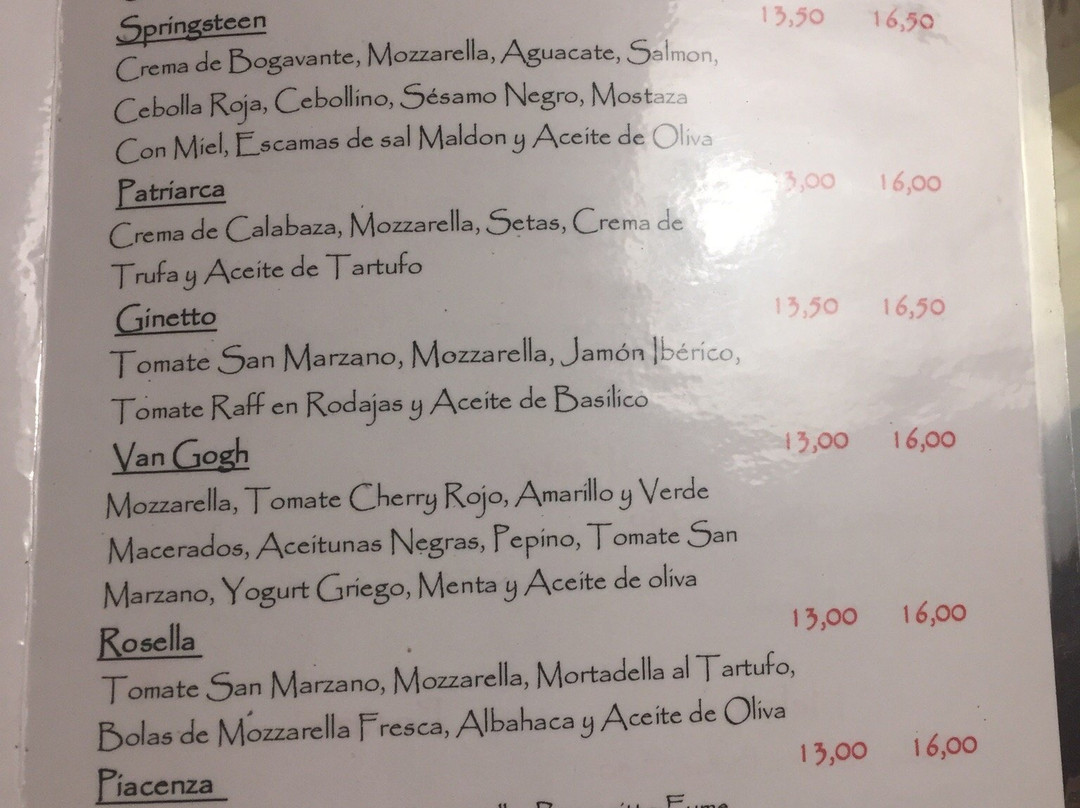 Springsteen 13,50 16,50
Crema de Bogavante, Mozzarella, Aguacate, Salmon,
Cebolla Roja, Cebollino, Sésamo Negro, Mostaza
Con Miel, Escamas de sal Maldon y Aceite de Oliva
Patriarca 3,00 16,00
Crema de Calabaza, Mozzarella, Setas, Crema de
Trufa y Aceite de Tartufo
Ginetto 13,50 16,50
Tomate San Marzano, Mozzarella, Jamón Ibérico,
Tomate Raff en Rodajas y Aceite de Basilico
Van Gogh 13,00 16,00
Mozzarella, Tomate Cherry Rojo, Amarillo y Verde
Macerados, Aceitunas Negras, Pepino, Tomate San
Marzano, Yogurt Griego, Menta y Aceite de oliva
Rosella 13,00 16,00
Tomate San Marzano, Mozzarella, Mortadella al Tartufo,
Bolas de Mozzarella Fresca, Albahaca y Aceite de Oliva
Piacenza 13,00 16,00